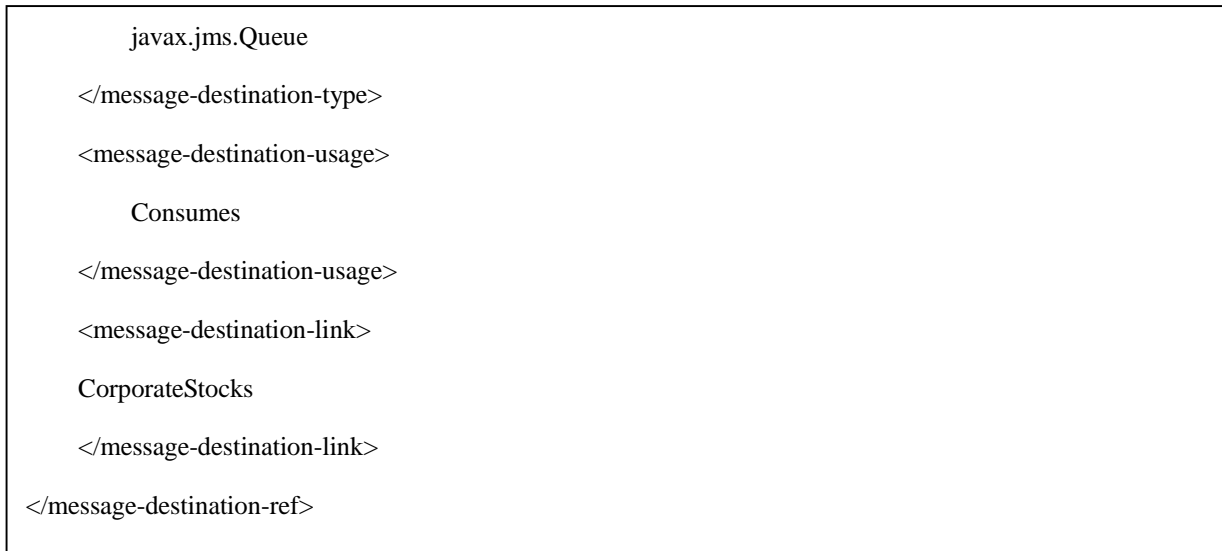 javax.jms.Queue
</message-destination-type>
<message-destination-usage>
Consumes
</message-destination-usage>
<message-destination-link>
CorporateStocks
</message-destination-link>
</message-destination-ref>